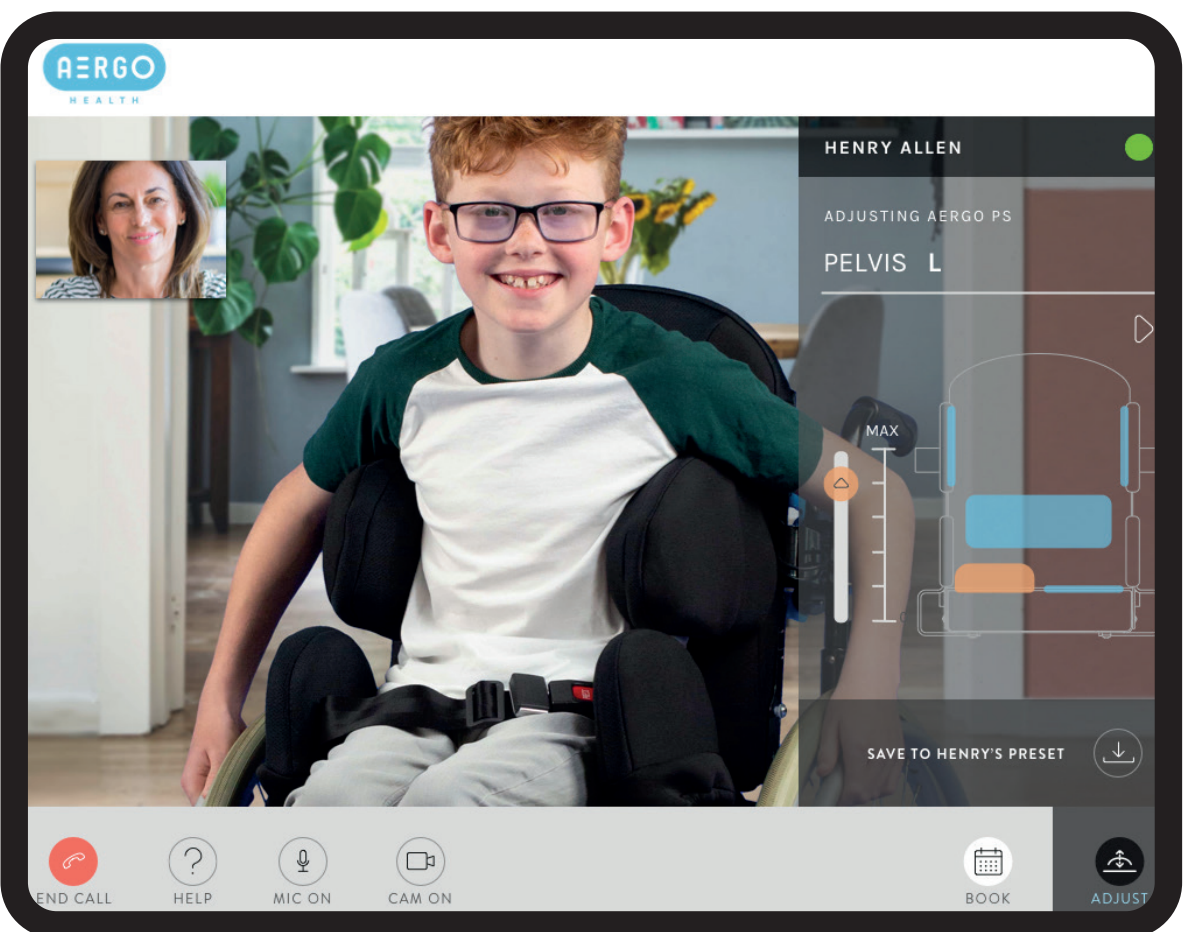 AERGO
HEALTH
HENRY ALLEN
ADJUSTING AERGO PS
PELVIS L
MAX
SAVE TO HENRY'S PRESET
END CALL
HELP
MIC ON
CAM ON
BOOK
ADJUST